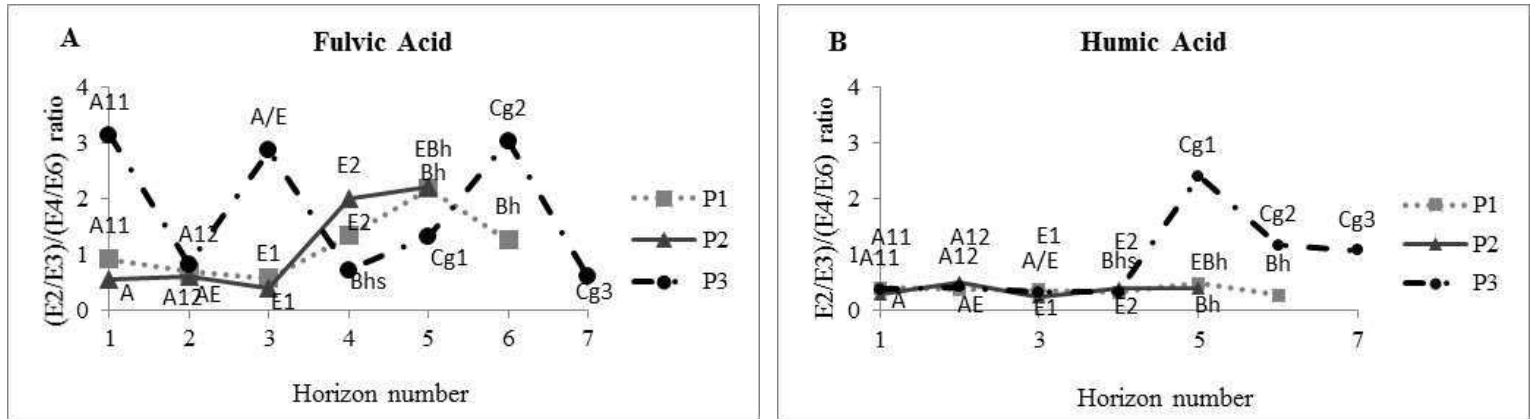 A
Fulvic Acid
(E2/E3)/(E4/E6) ratio
4
3
2
1
0
A11
A/E
Cg2
E2
EBh
Bh
A11
A12
E1
E2
Cg1
Bh
A
A12
AE
E1
Bhs
Cg3
1 2 3 4 5 6 7
Horizon number
P1
P2
P3
B
Humic Acid
E2/E3)/(E4/E6) ratio
4
3
2
1
0
Cg1
A11 A12 E1 E2 Cg2 Cg3
A11 A12 A/E Bhs EBh Bh
A AE E1 E2 Bh
1 3 5 7
Horizon number
P1
P2
P3